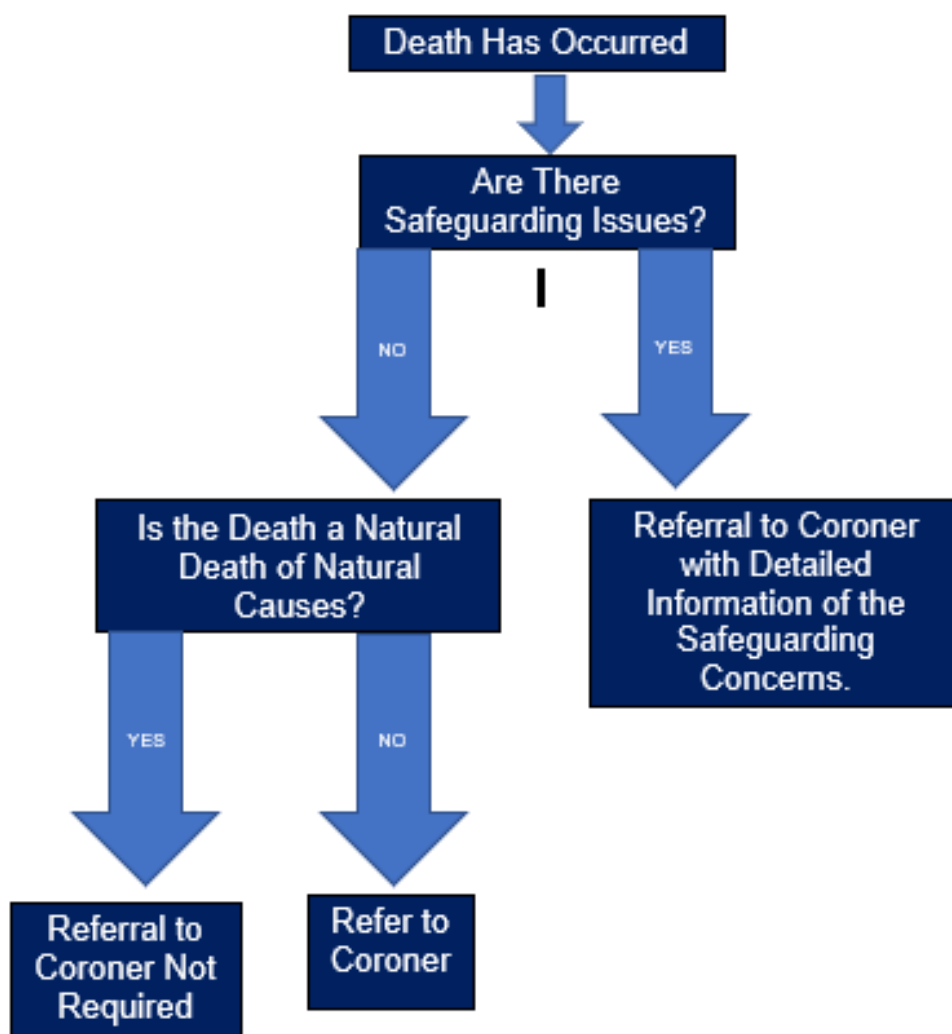 Death Has Occurred
Are There
Safeguarding Issues?
NO
YES
Is the Death a Natural
Death of Natural
Causes?
Referral to Coroner
with Detailed
Information of the
Safeguarding
Concerns.
YES
NO
Referral to
Coroner Not
Required
Refer to
Coroner